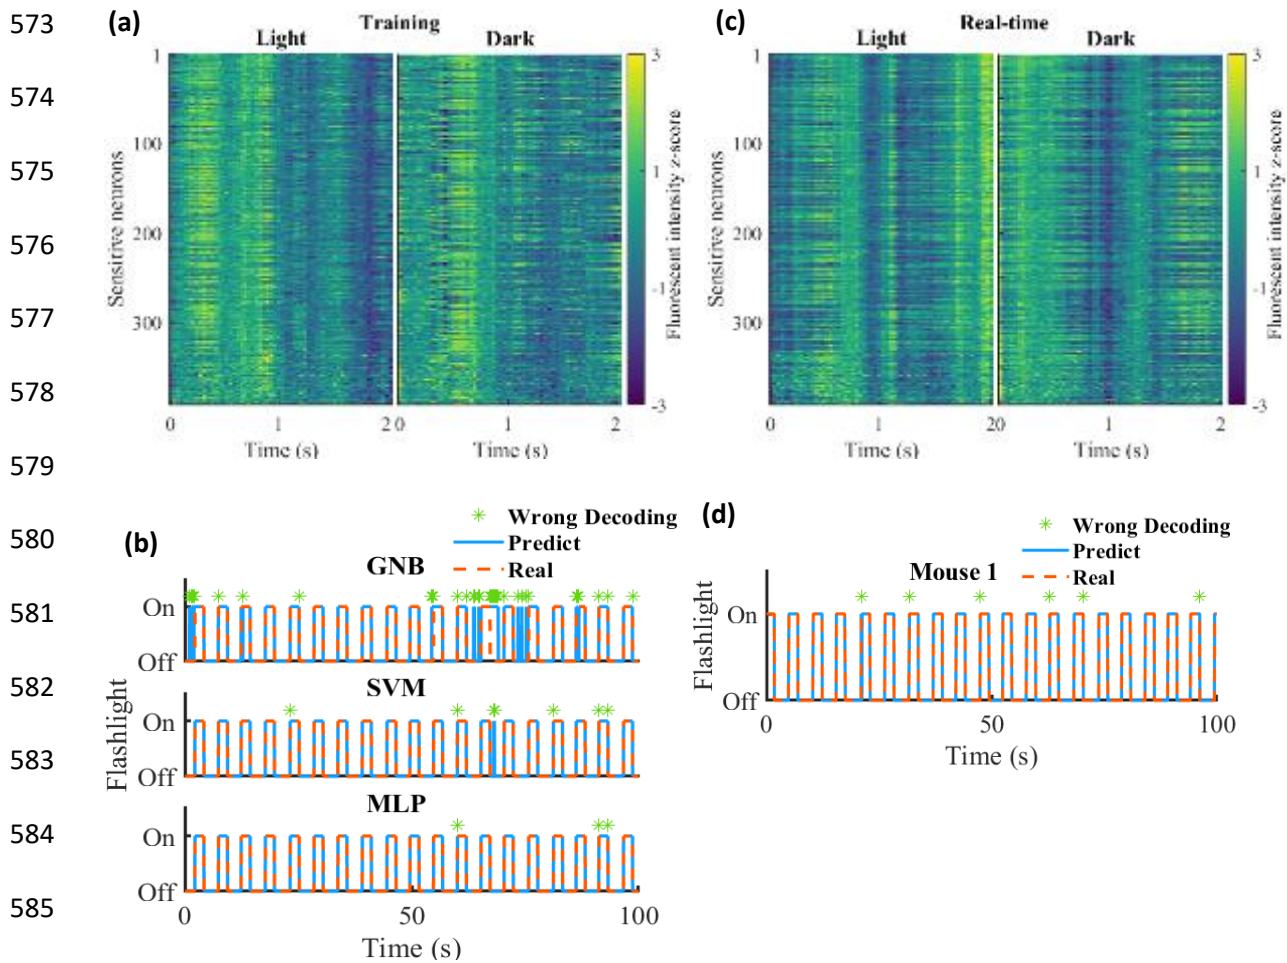 573
574
575
576
577
578
579
580
581
582
583
584
585
(a)
Training
Light
Dark
1
100
200
300
Sensitive neurons
0
1
2
0
1
2
Time (s)
Time (s)
3
1
-1
-3
Fluorescent intensity z-score
(c)
Real-time
Light
Dark
1
100
200
300
Sensitive neurons
0
1
2
0
1
2
Time (s)
Time (s)
3
1
-1
-3
Fluorescent intensity z-score
(b)
Wrong Decoding
Predict
Real
GNB
On
Off
SVM
On
Off
MLP
On
Off
Flashlight
0
50
100
Time (s)
(d)
Wrong Decoding
Predict
Real
Mouse 1
On
Off
Flashlight
0
50
100
Time (s)